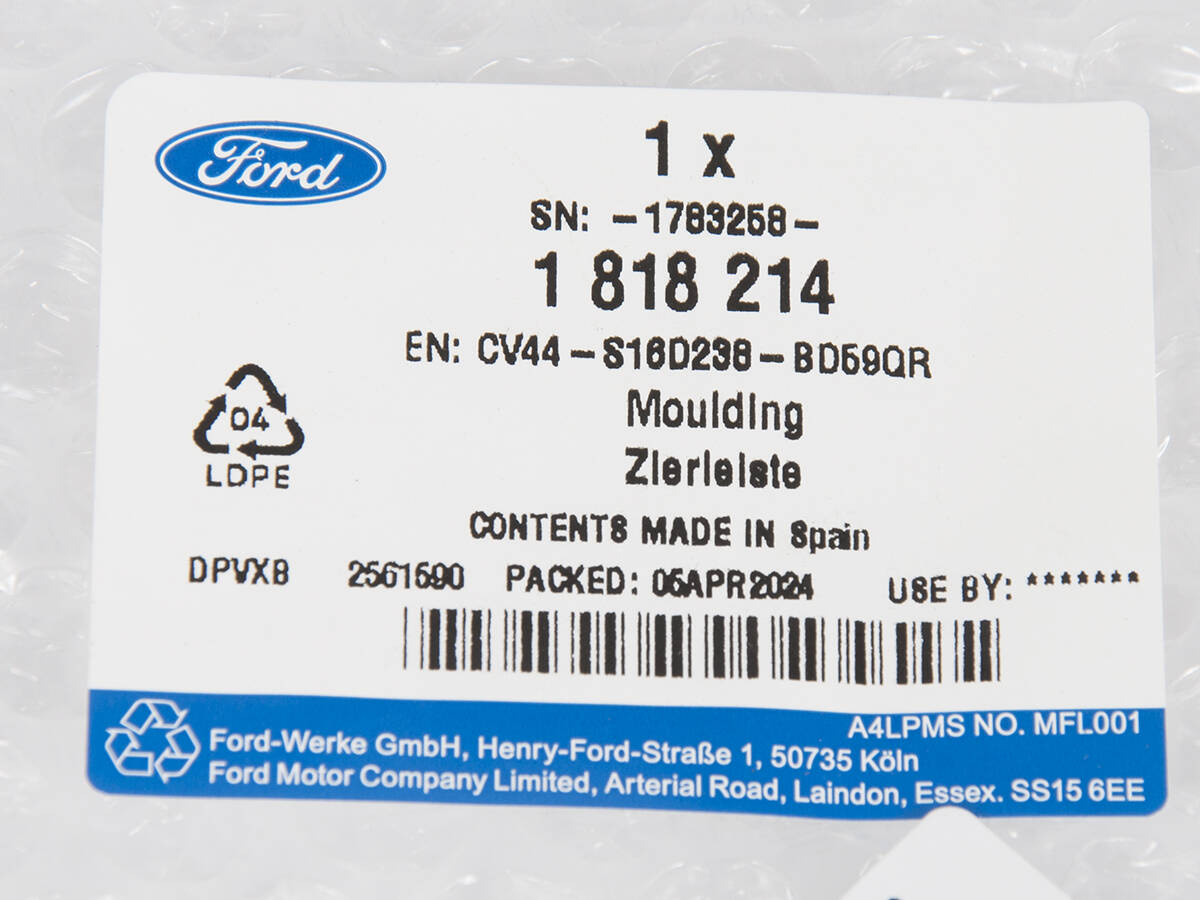 Ford
1 x
SN: -1783258-
1 818 214
EN: CV44-S16D238-BD59QR
Moulding
Zierleiste
04
LDPE
CONTENTS MADE IN Spain
DPVX8 2561590 PACKED: 05APR2024 USE BY: *******
A4LPMS NO. MFL001
Ford-Werke GmbH, Henry-Ford-Straße 1, 50735 Köln
Ford Motor Company Limited, Arterial Road, Laindon, Essex. SS15 6EE